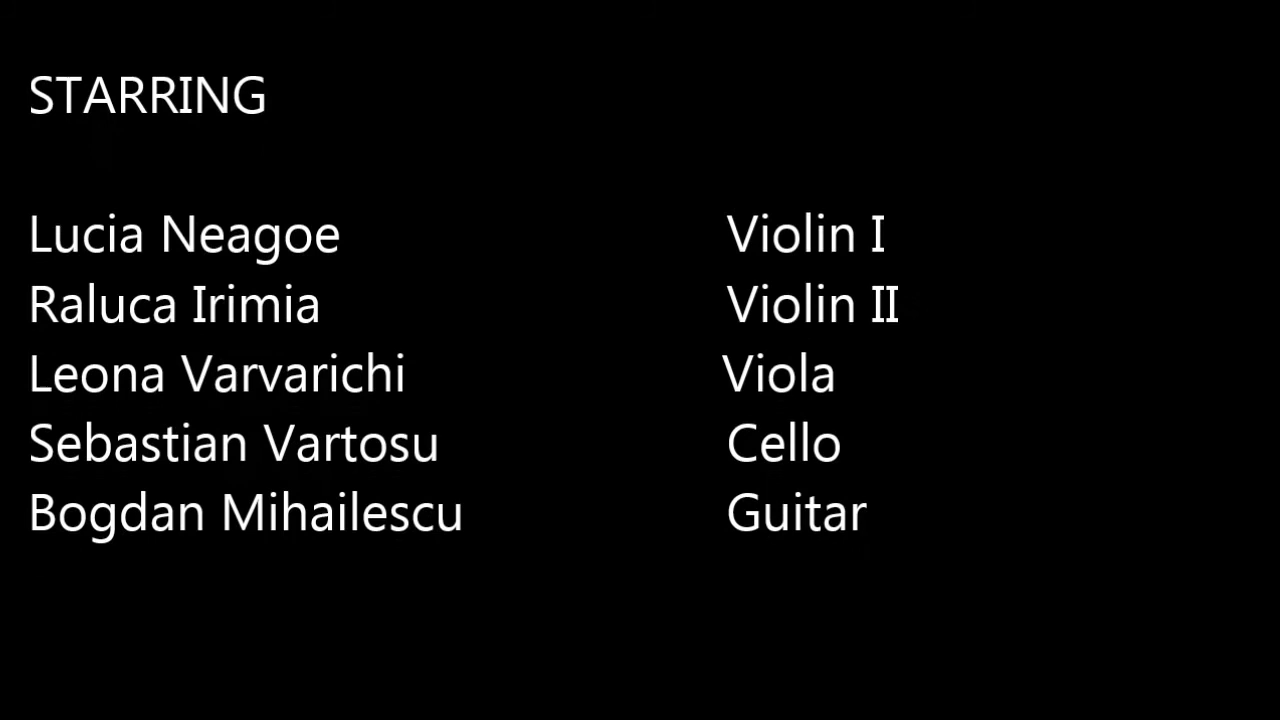 STARRING
Lucia Neagoe Violin I
Raluca Irimia Violin II
Leona Varvarichi Viola
Sebastian Vartosu Cello
Bogdan Mihailescu Guitar